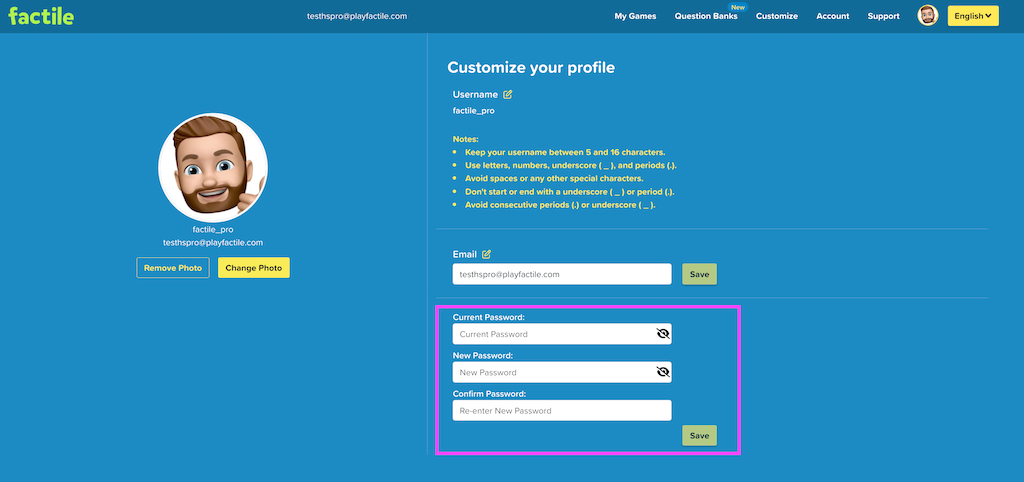 factile
testhspro@playfactile.com
My Games
Question Banks
New
Customize
Account
Support
English
factile_pro
testhspro@playfactile.com
Remove Photo
Change Photo
Customize your profile
Username
factile_pro
Notes:
Keep your username between 5 and 16 characters.
Use letters, numbers, underscore ( _ ), and periods (.).
Avoid spaces or any other special characters.
Don't start or end with a underscore ( _ ) or period (.).
Avoid consecutive periods (.) or underscore ( _ ).
Email
testhspro@playfactile.com
Save
Current Password:
Current Password
New Password:
New Password
Confirm Password:
Re-enter New Password
Save